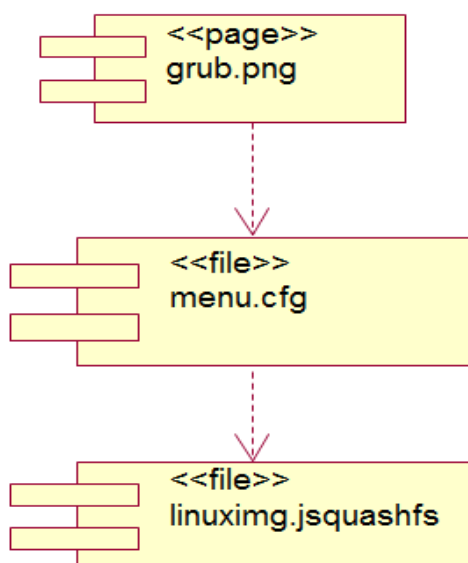 <<page>>
grub.png
<<file>>
menu.cfg
<<file>>
linuximg.jsquashfs